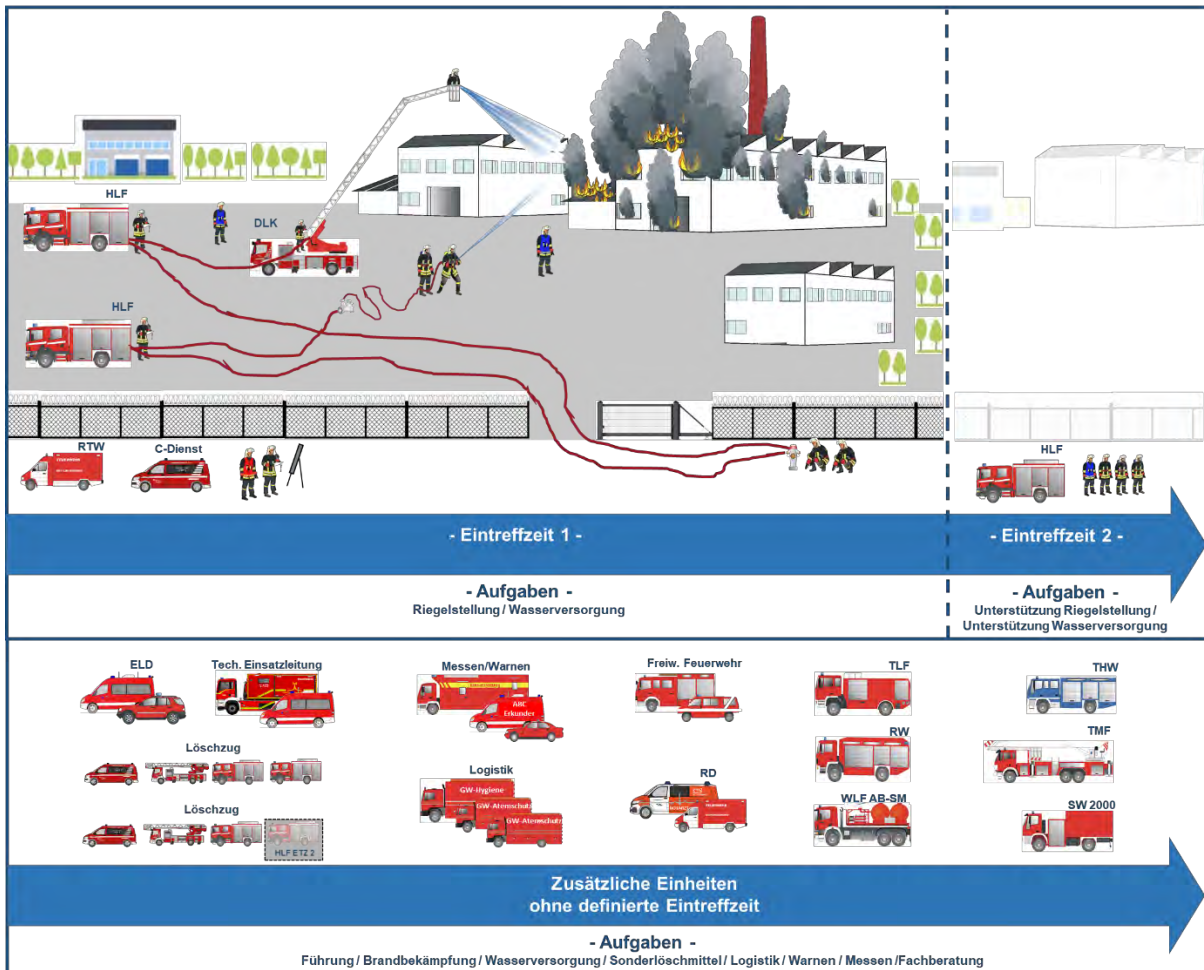 HLF
DLK
HLF
RTW
C-Dienst
HLF
- Eintreffzeit 1 -
- Eintreffzeit 2 -
- Aufgaben -
Riegelstellung / Wasserversorgung
- Aufgaben -
Unterstützung Riegelstellung /
Unterstützung Wasserversorgung
ELD
Tech. Einsatzleitung
Messen/Warnen
ABC
Erkunder
Freiw. Feuerwehr
TLF
THW
Löschzug
RW
TMF
Logistik
GW-Hygiene
GW-Atemschutz
GW-Atemschutz
RD
Löschzug
HLF ETZ 2
WLF AB-SM
SW 2000
Zusätzliche Einheiten
ohne definierte Eintreffzeit
- Aufgaben -
Führung / Brandbekämpfung / Wasserversorgung / Sonderlöschmittel / Logistik / Warnen / Messen /Fachberatung